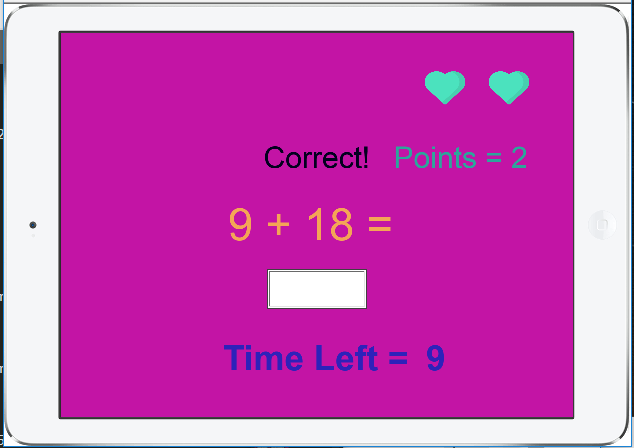 Correct! Points = 2
9 + 18 =
Time Left = 9